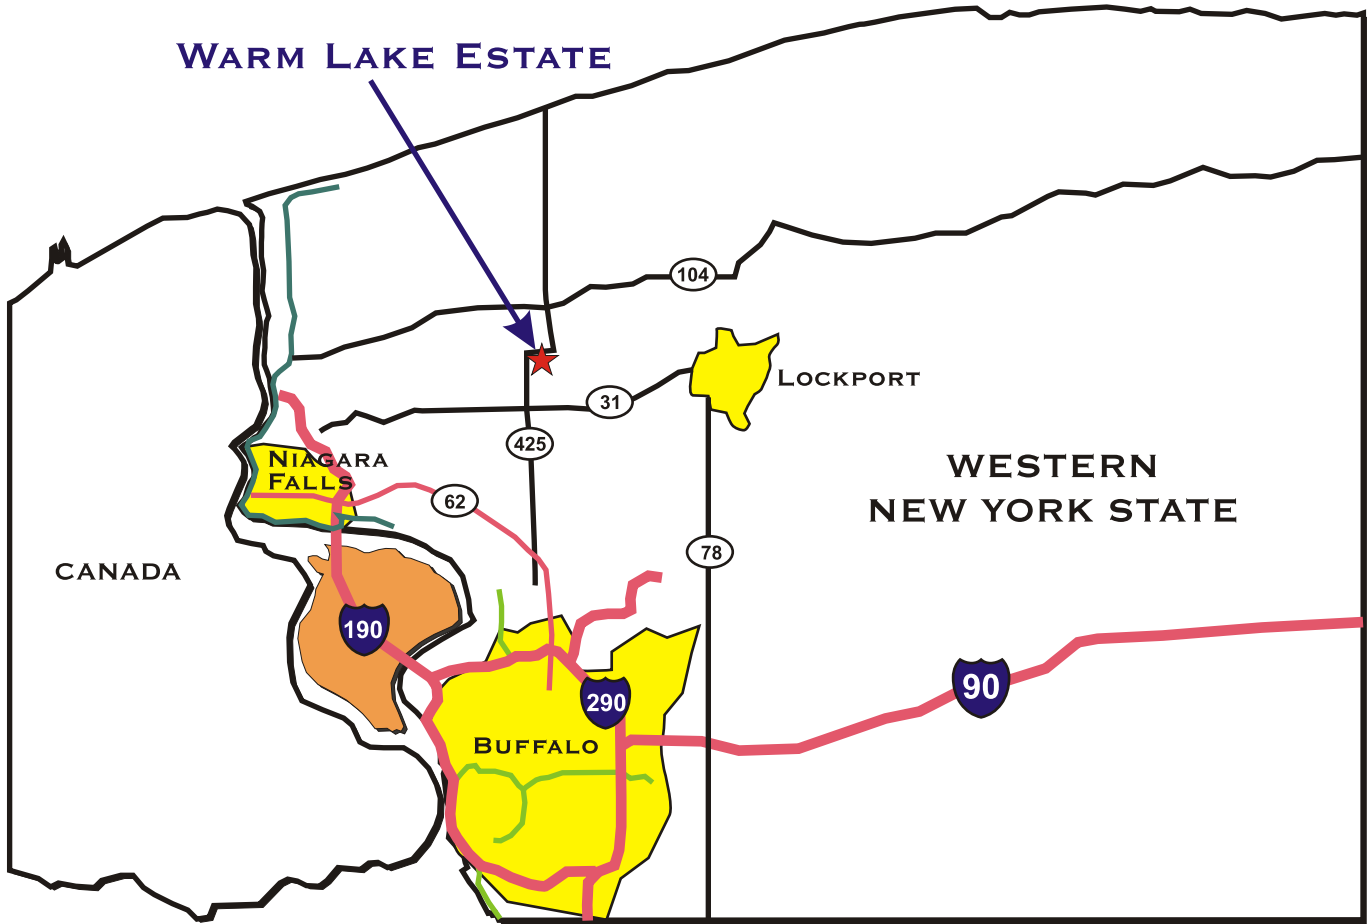 WARM LAKE ESTATE
104
LOCKPORT
31
425
NIAGARA
FALLS
62
WESTERN
NEW YORK STATE
78
CANADA
190
90
290
BUFFALO